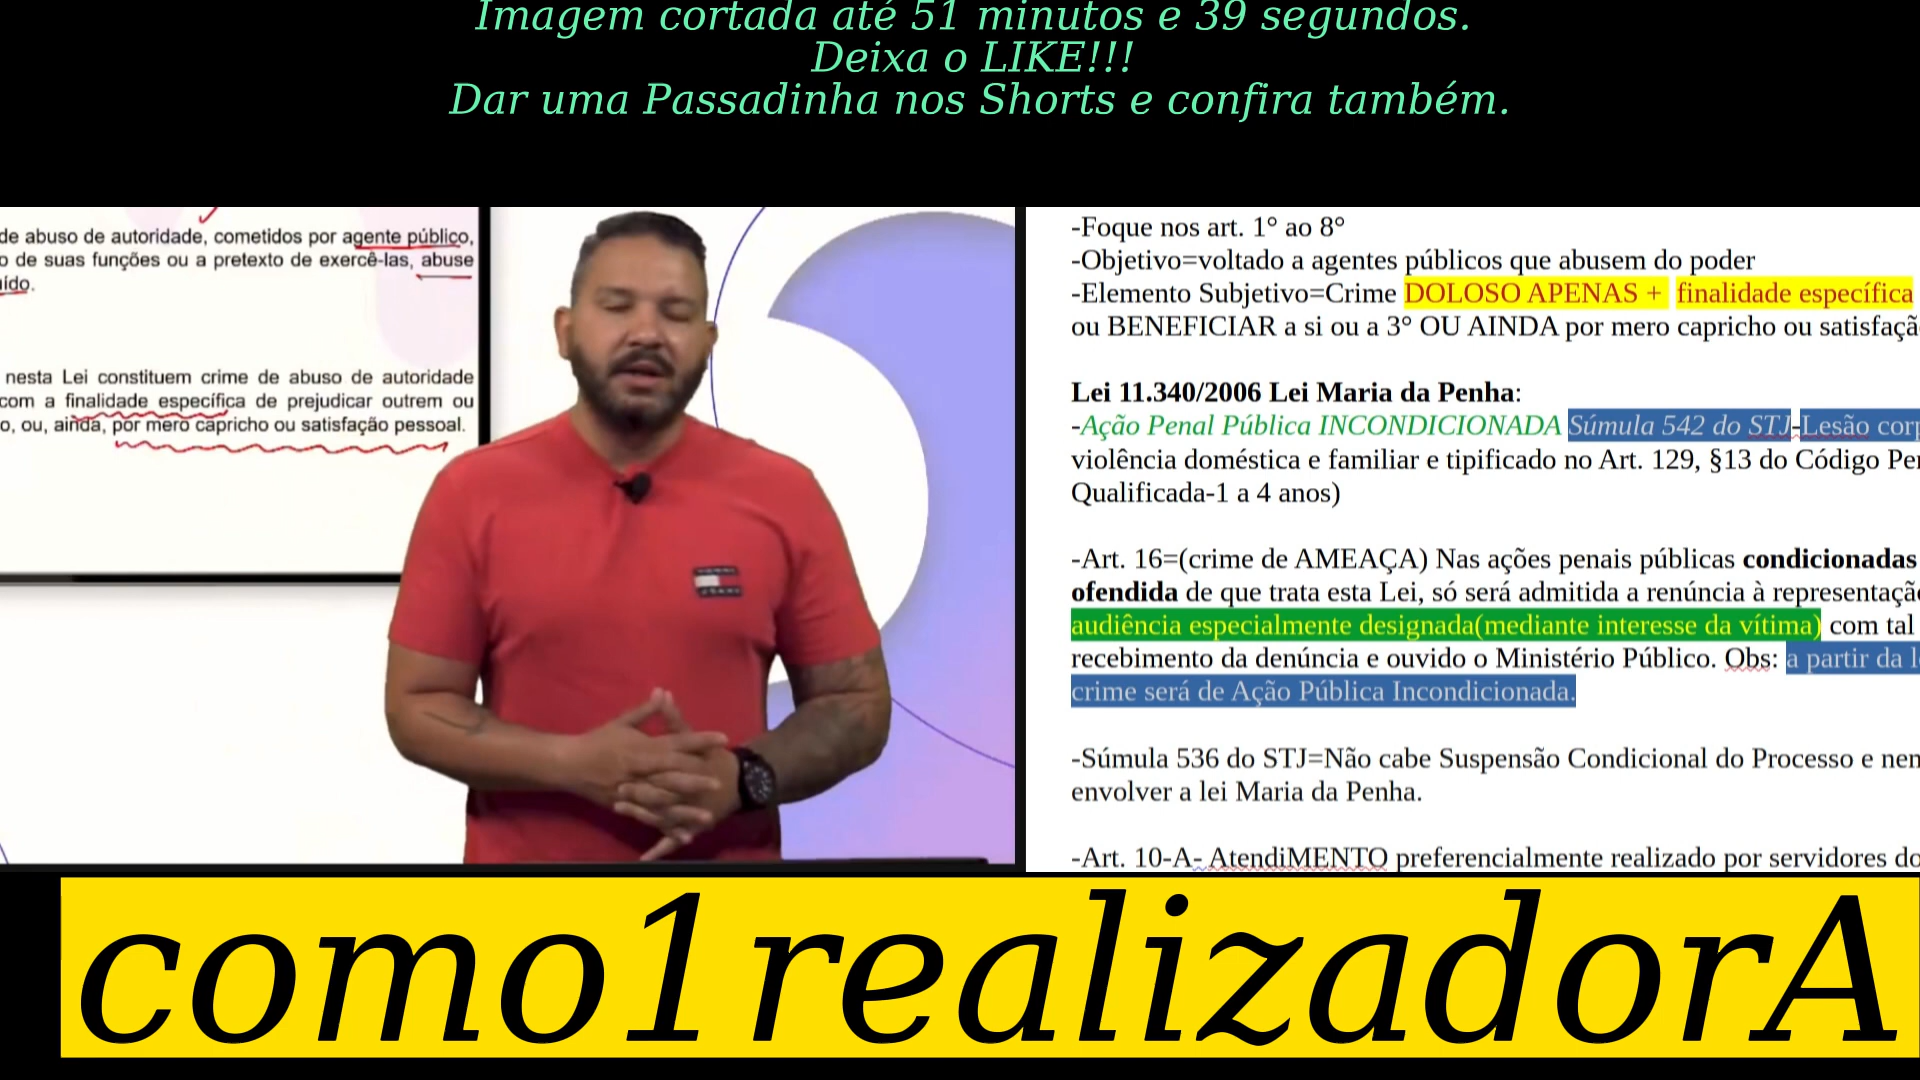 Imagem cortada até 51 minutos e 39 segundos.
Deixa o LIKE!!!
Dar uma Passadinha nos Shorts e confira também.
de abuso de autoridade, cometidos por agente público,
o de suas funções ou a pretexto de exercê-las, abuse
uído.
nesta Lei constituem crime de abuso de autoridade
com a finalidade específica de prejudicar outrem ou
o, ou, ainda, por mero capricho ou satisfação pessoal.
-Foque nos art. 1° ao 8°
-Objetivo=voltado a agentes públicos que abusem do poder
-Elemento Subjetivo=Crime DOLOSO APENAS + finalidade específica
ou BENEFICIAR a si ou a 3° OU AINDA por mero capricho ou satisfaçã
Lei 11.340/2006 Lei Maria da Penha:
-Ação Penal Pública INCONDICIONADA Súmula 542 do STJ-Lesão corp
violência doméstica e familiar e tipificado no Art. 129, §13 do Código Pe
Qualificada-1 a 4 anos)
-Art. 16=(crime de AMEAÇA) Nas ações penais públicas condicionadas
ofendida de que trata esta Lei, só será admitida a renúncia à representaçã
audiência especialmente designada(mediante interesse da vítima) com tal
recebimento da denúncia e ouvido o Ministério Público. Obs: a partir da l
crime será de Ação Pública Incondicionada.
-Súmula 536 do STJ=Não cabe Suspensão Condicional do Processo e nem
envolver a lei Maria da Penha.
-Art. 10-A- AtendiMENTO preferencialmente realizado por servidores do
como1realizadorA